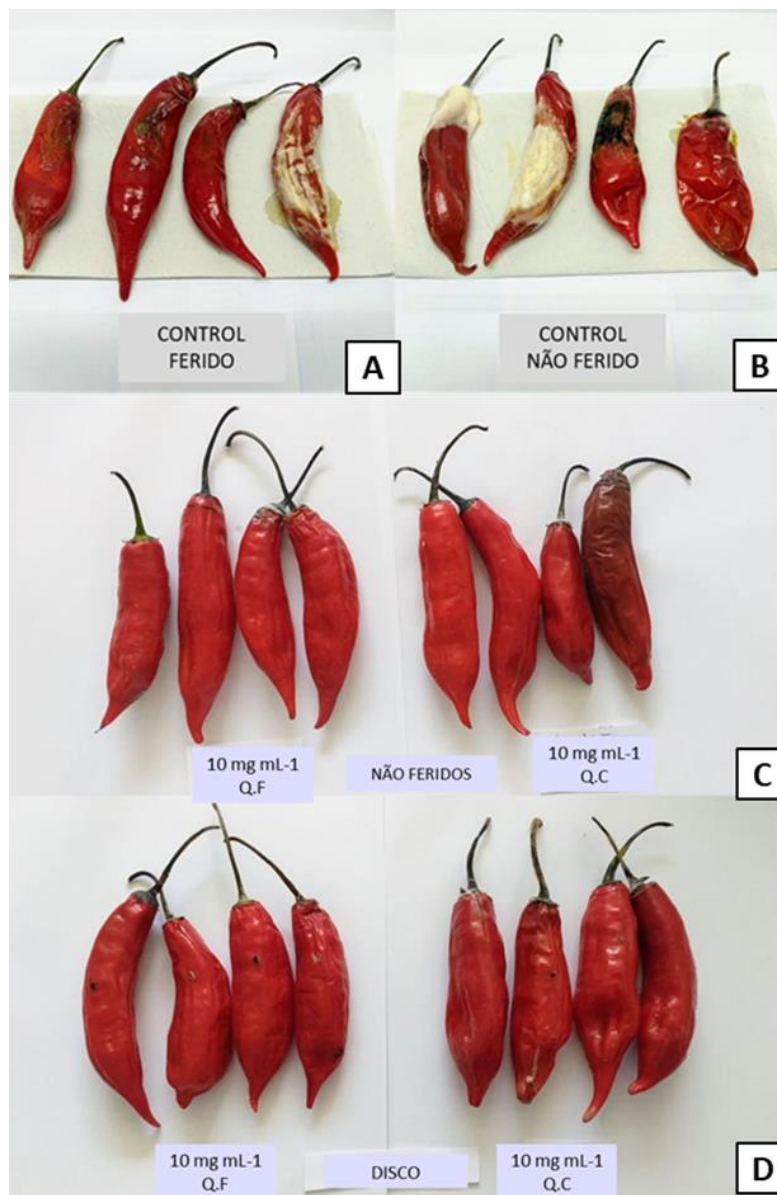 CONTROL
FERIDO
A
CONTROL
NÃO FERIDO
B
10 mg mL-1
Q.F
NÃO FERIDOS
10 mg mL-1
Q.C
C
10 mg mL-1
Q.F
DISCO
10 mg mL-1
Q.C
D